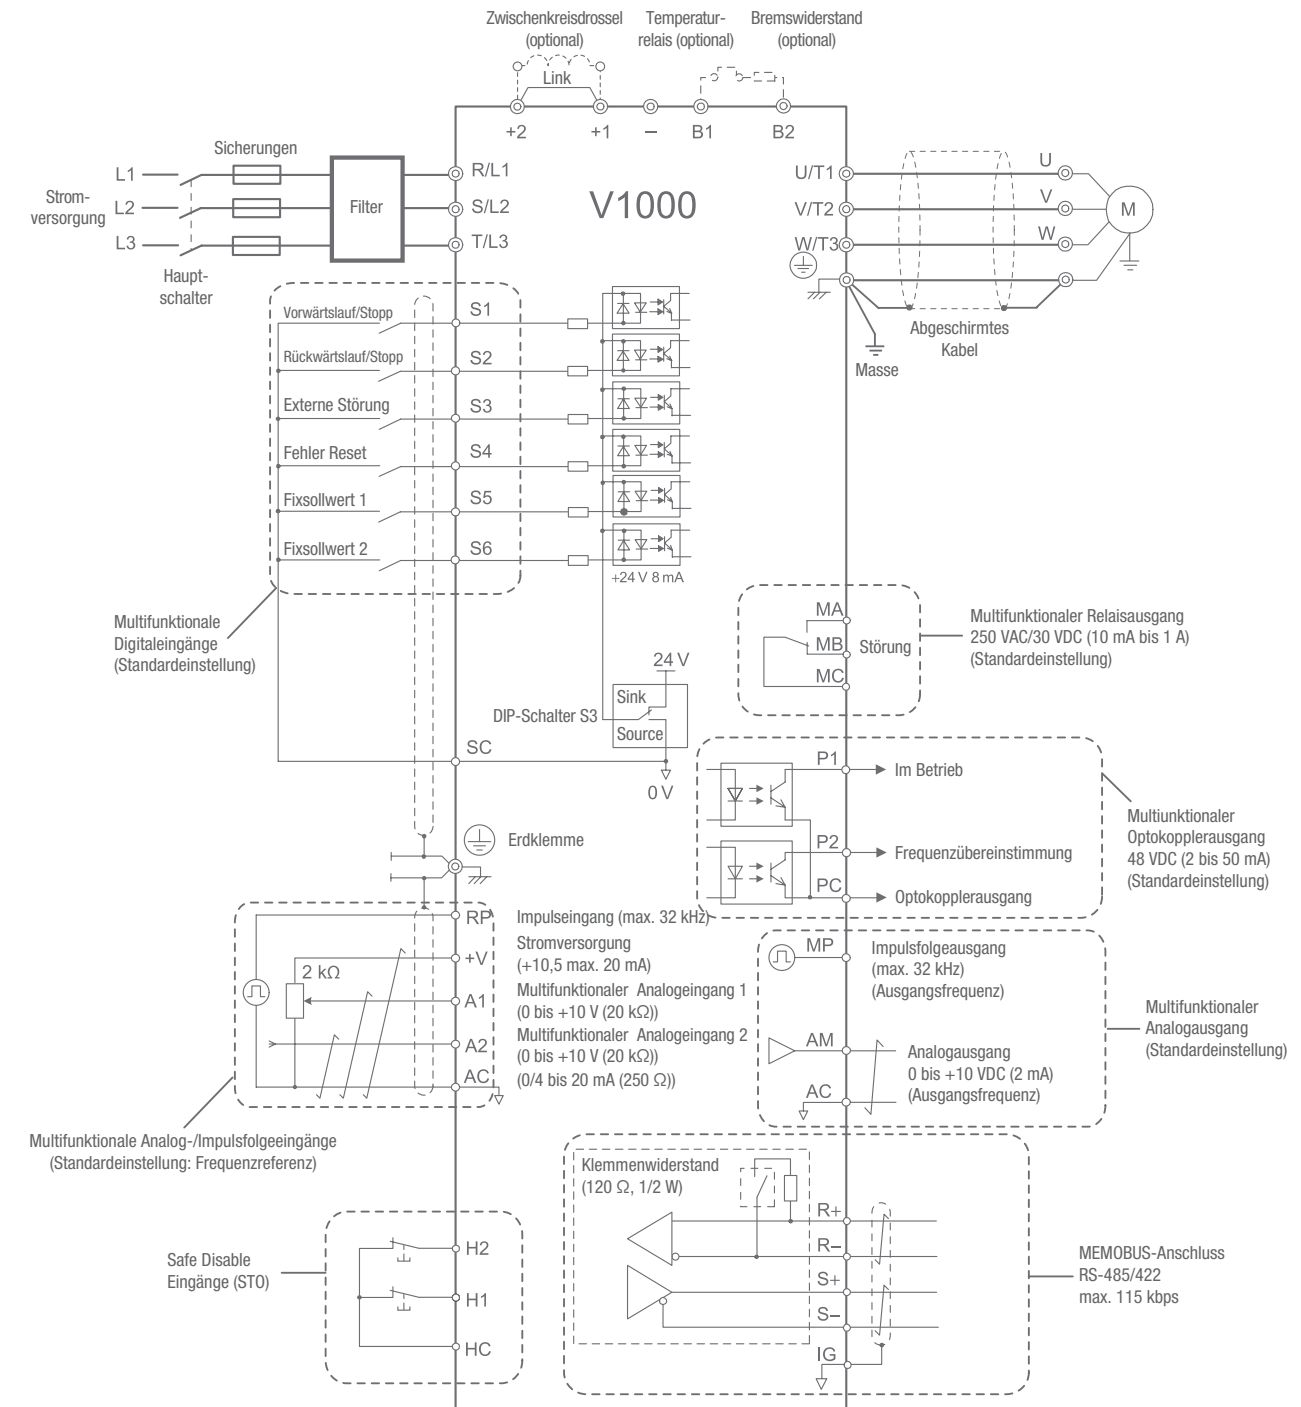 Zwischenkreisdrossel
(optional)
Temperatur-
relais (optional)
Bremswiderstand
(optional)
Link
+2
+1
–
B1
B2
Sicherungen
L1
L2
L3
Strom-
versorgung
Haupt-
schalter
Filter
R/L1
S/L2
T/L3
V1000
U/T1
V/T2
W/T3
U
V
W
M
Abgeschirmtes
Kabel
Masse
Vorwärtslauf/Stopp
S1
Rückwärtslauf/Stopp
S2
Externe Störung
S3
Fehler Reset
S4
Fixsollwert 1
S5
Fixsollwert 2
S6
+24 V 8 mA
Multifunktionale
Digitaleingänge
(Standardeinstellung)
24 V
Sink
DIP-Schalter S3
Source
SC
0 V
MA
MB
MC
Störung
Multifunktionaler Relaisausgang
250 VAC/30 VDC (10 mA bis 1 A)
(Standardeinstellung)
P1
Im Betrieb
P2
Frequenzübereinstimmung
PC
Optokopplerausgang
Multiunktionaler
Optokopplerausgang
48 VDC (2 bis 50 mA)
(Standardeinstellung)
Erdklemme
RP
Impulseingang (max. 32 kHz)
+V
Stromversorgung
(+10,5 max. 20 mA)
2 kΩ
A1
Multifunktionaler Analogeingang 1
(0 bis +10 V (20 kΩ))
A2
Multifunktionaler Analogeingang 2
(0 bis +10 V (20 kΩ))
AC
(0/4 bis 20 mA (250 Ω))
Multifunktionale Analog-/Impulsfolgeeingänge
(Standardeinstellung: Frequenzreferenz)
MP
Impulsfolgeausgang
(max. 32 kHz)
(Ausgangsfrequenz)
AM
Analogausgang
0 bis +10 VDC (2 mA)
(Ausgangsfrequenz)
AC
Multifunktionaler
Analogausgang
(Standardeinstellung)
Safe Disable
Eingänge (STO)
H2
H1
HC
Klemmenwiderstand
(120 Ω, 1/2 W)
R+
R–
S+
S–
IG
MEMOBUS-Anschluss
RS-485/422
max. 115 kbps